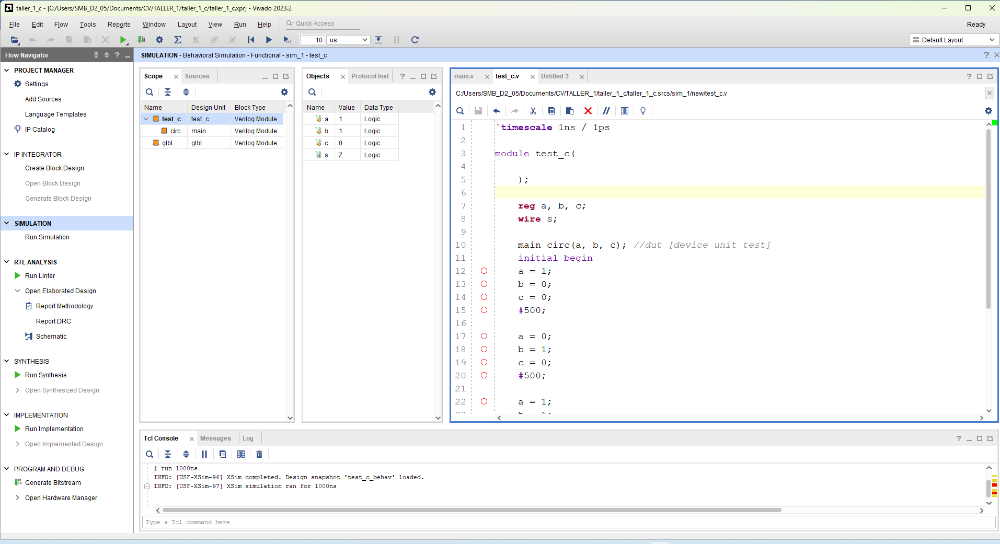 taller_1_c - [C:/Users/SMB_D2_05/Documents/CV/TALLER_1/taller_1_c/taller_1_c.xpr] - Vivado 2023.2
File Edit Flow Tools Reports Window Layout View Run Help Quick Access
Ready
10 us
Default Layout
Flow Navigator
SIMULATION - Behavioral Simulation - Functional - sim_1 - test_c
PROJECT MANAGER
Settings
Add Sources
Language Templates
IP Catalog
IP INTEGRATOR
Create Block Design
Open Block Design
Generate Block Design
SIMULATION
Run Simulation
RTL ANALYSIS
Run Linter
Open Elaborated Design
Report Methodology
Report DRC
Schematic
SYNTHESIS
Run Synthesis
Open Synthesized Design
IMPLEMENTATION
Run Implementation
Open Implemented Design
PROGRAM AND DEBUG
Generate Bitstream
Open Hardware Manager
Scope Sources
Name Design Unit Block Type
test_c test_c Verilog Module
circ main Verilog Module
glbl glbl Verilog Module
Objects Protocol Inst
Name Value Data Type
a 1 Logic
b 1 Logic
c 0 Logic
s Z Logic
main.v test_c.v Untitled 3
C:/Users/SMB_D2_05/Documents/CV/TALLER_1/taller_1_c/taller_1_c.srcs/sim_1/new/test_c.v
1 `timescale 1ns / 1ps
2
3 module test_c(
4
5 );
6
7 reg a, b, c;
8 wire s;
9
10 main circ(a, b, c); //dut [device unit test]
11 initial begin
12 a = 1;
13 b = 0;
14 c = 0;
15 #500;
16
17 a = 0;
18 b = 1;
19 c = 0;
20 #500;
21
22 a = 1;
Tcl Console Messages Log
# run 1000ns
INFO: [USF-XSim-96] XSim completed. Design snapshot 'test_c_behav' loaded.
INFO: [USF-XSim-97] XSim simulation ran for 1000ns
Type a Tcl command here